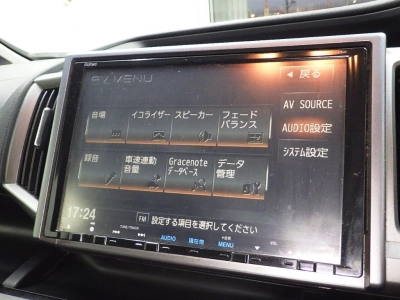 AV MENU
戻る
音場
イコライザー
スピーカー
フェード
バランス
AV SOURCE
AUDIO設定
システム設定
録音
車速連動
音量
Gracenote
データベース
データ
管理
17:24
FM 設定する項目を選択してください
AUDIO
現在地
MENU